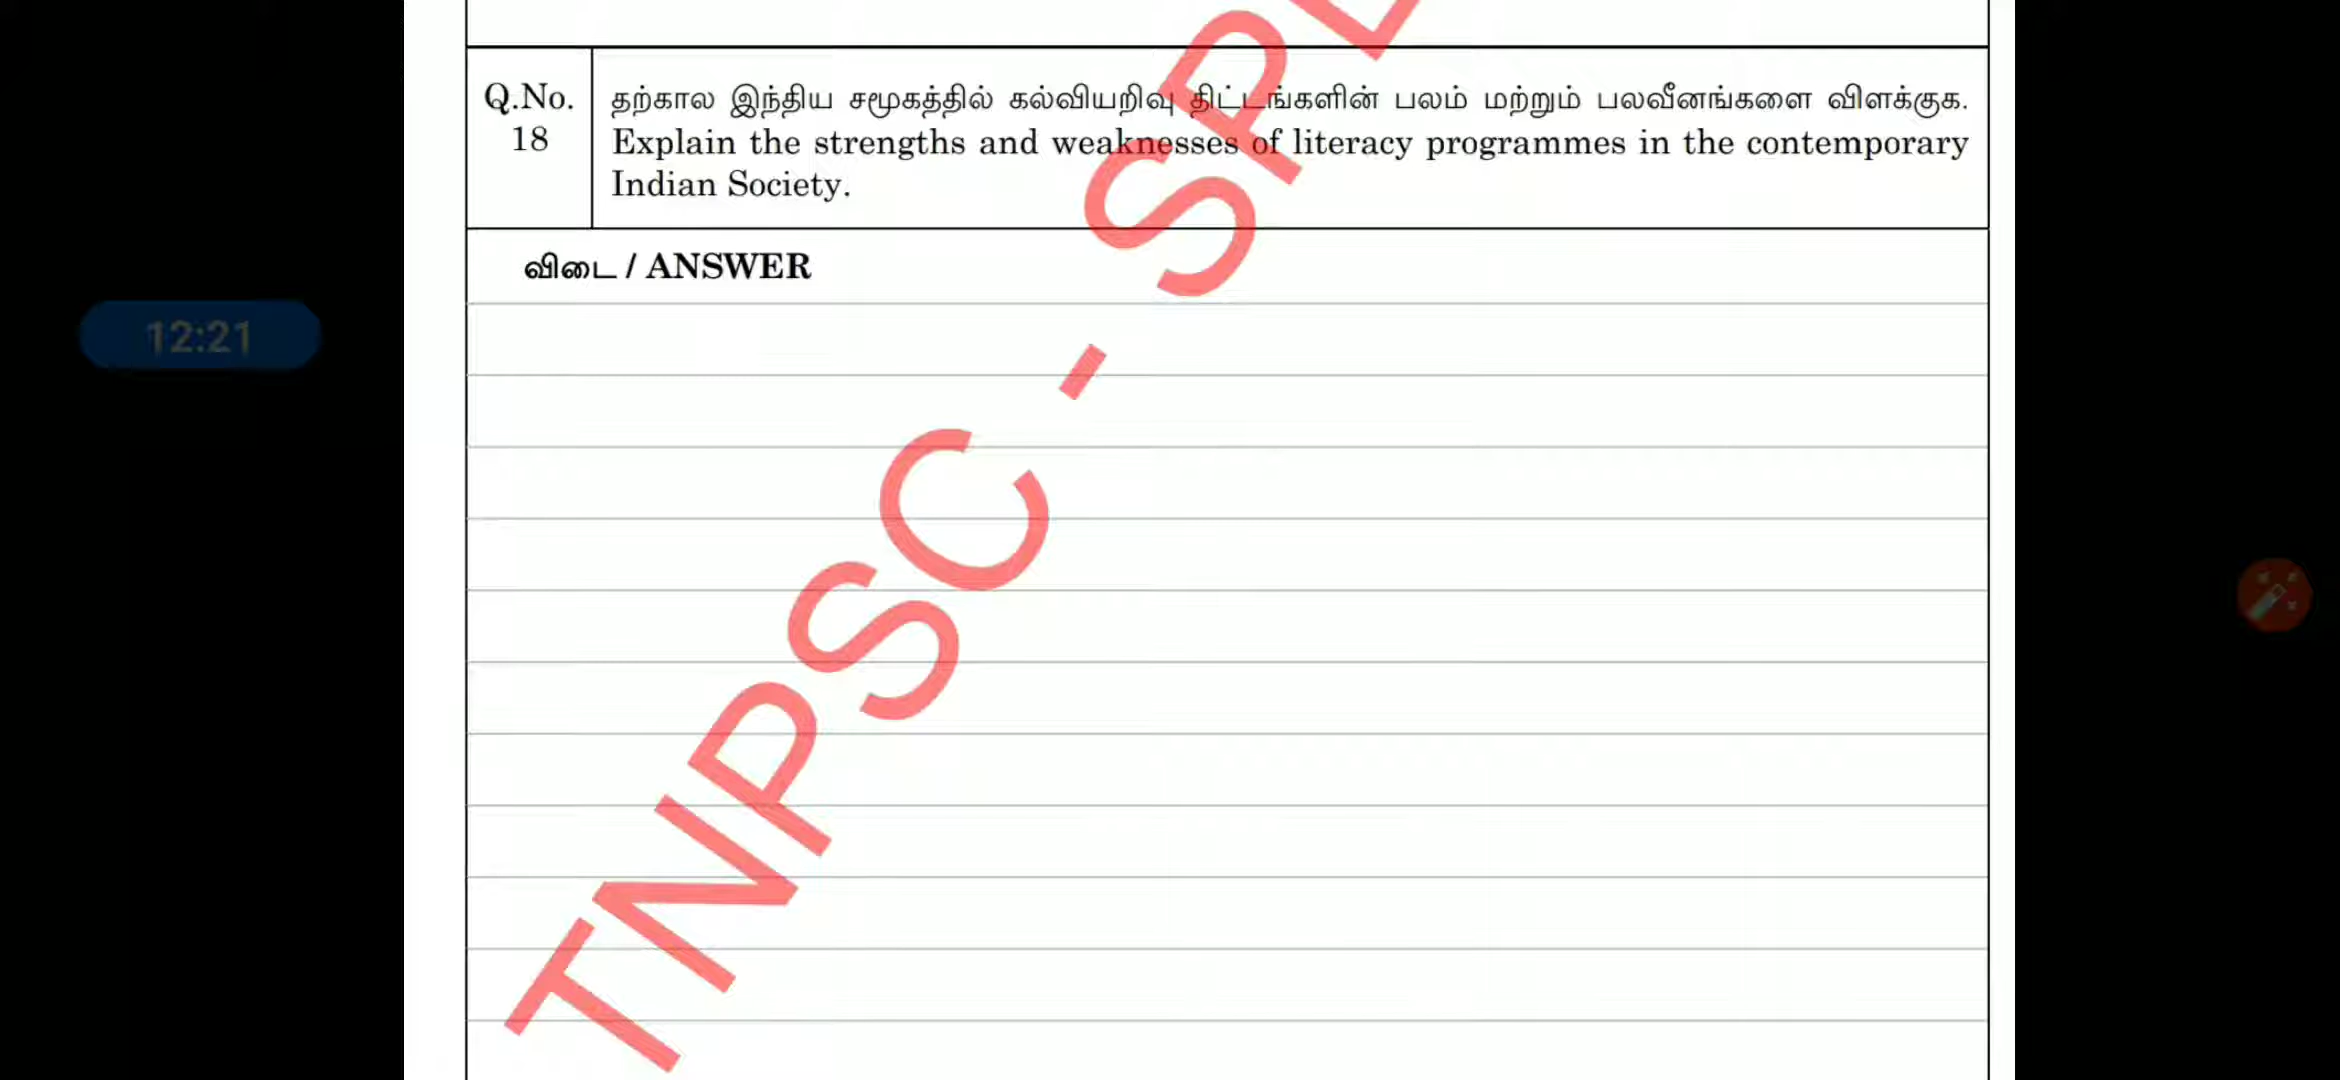 Q.No.
18
தற்கால இந்திய சமூகத்தில் கல்வியறிவு திட்டங்களின் பலம் மற்றும் பலவீனங்களை விளக்குக.
Explain the strengths and weaknesses of literacy programmes in the contemporary
Indian Society.
விடை / ANSWER
12:21
TNPSC -